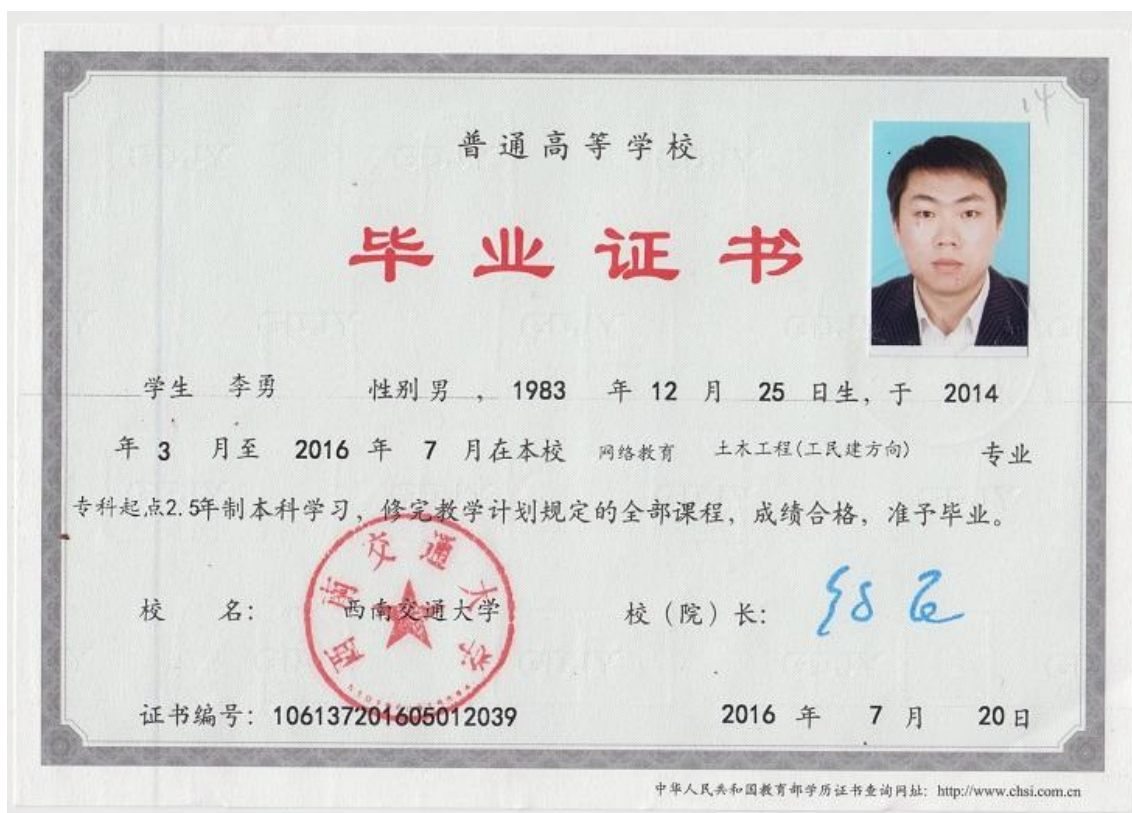 14
普通高等学校
毕业证书
学生 李勇 性别 男 ，1983 年 12 月 25 日生，于 2014
年 3 月至 2016 年 7 月在本校 网络教育 土木工程(工民建方向) 专业
专科起点2.5年制本科学习，修完教学计划规定的全部课程，成绩合格，准予毕业。
校 名： 西南交通大学 校（院）长：
西南交通大学
证书编号：106137201605012039 2016 年 7 月 20 日
中华人民共和国教育部学历证书查询网址：http://www.chsi.com.cn